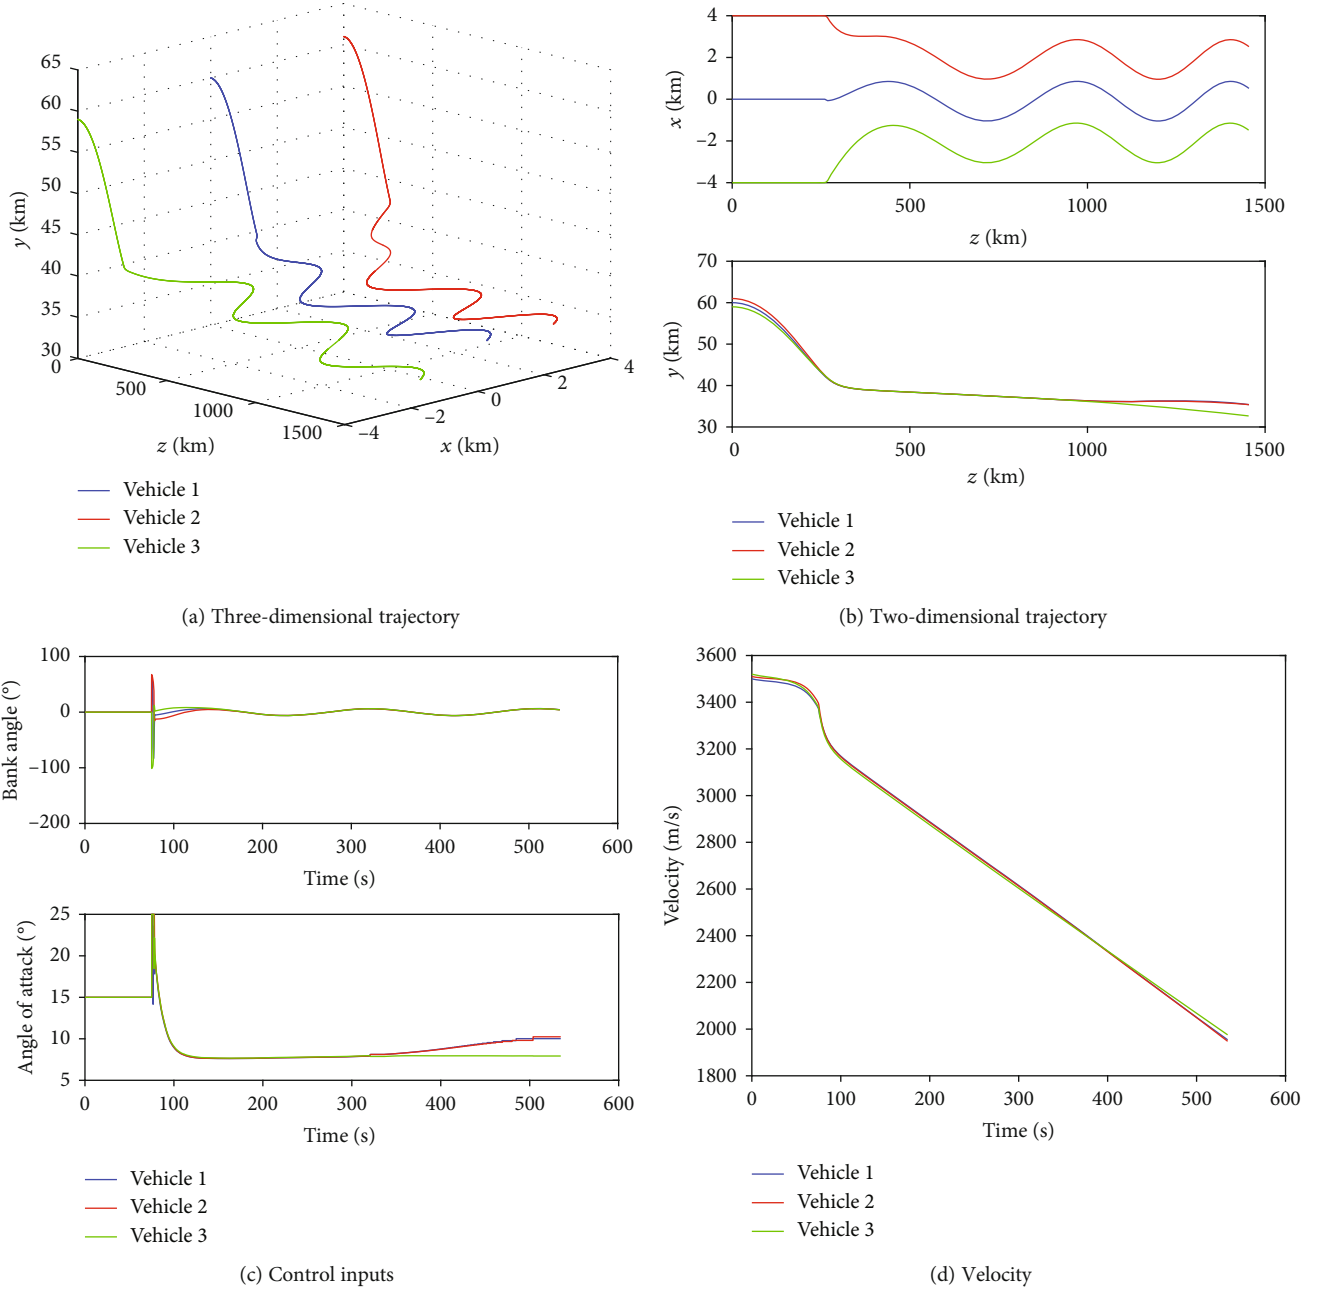 65
60
55
50
45
40
35
30
y (km)
0
500
1000
1500
z (km)
–4
–2
0
2
4
x (km)
Vehicle 1
Vehicle 2
Vehicle 3
(a) Three-dimensional trajectory
4
2
0
–2
–4
x (km)
0
500
1000
1500
z (km)
70
60
50
40
30
y (km)
0
500
1000
1500
z (km)
Vehicle 1
Vehicle 2
Vehicle 3
(b) Two-dimensional trajectory
100
0
–100
–200
Bank angle (°)
0
100
200
300
400
500
600
Time (s)
25
20
15
10
5
Angle of attack (°)
0
100
200
300
400
500
600
Time (s)
Vehicle 1
Vehicle 2
Vehicle 3
(c) Control inputs
3600
3400
3200
3000
2800
2600
2400
2200
2000
1800
Velocity (m/s)
0
100
200
300
400
500
600
Time (s)
Vehicle 1
Vehicle 2
Vehicle 3
(d) Velocity